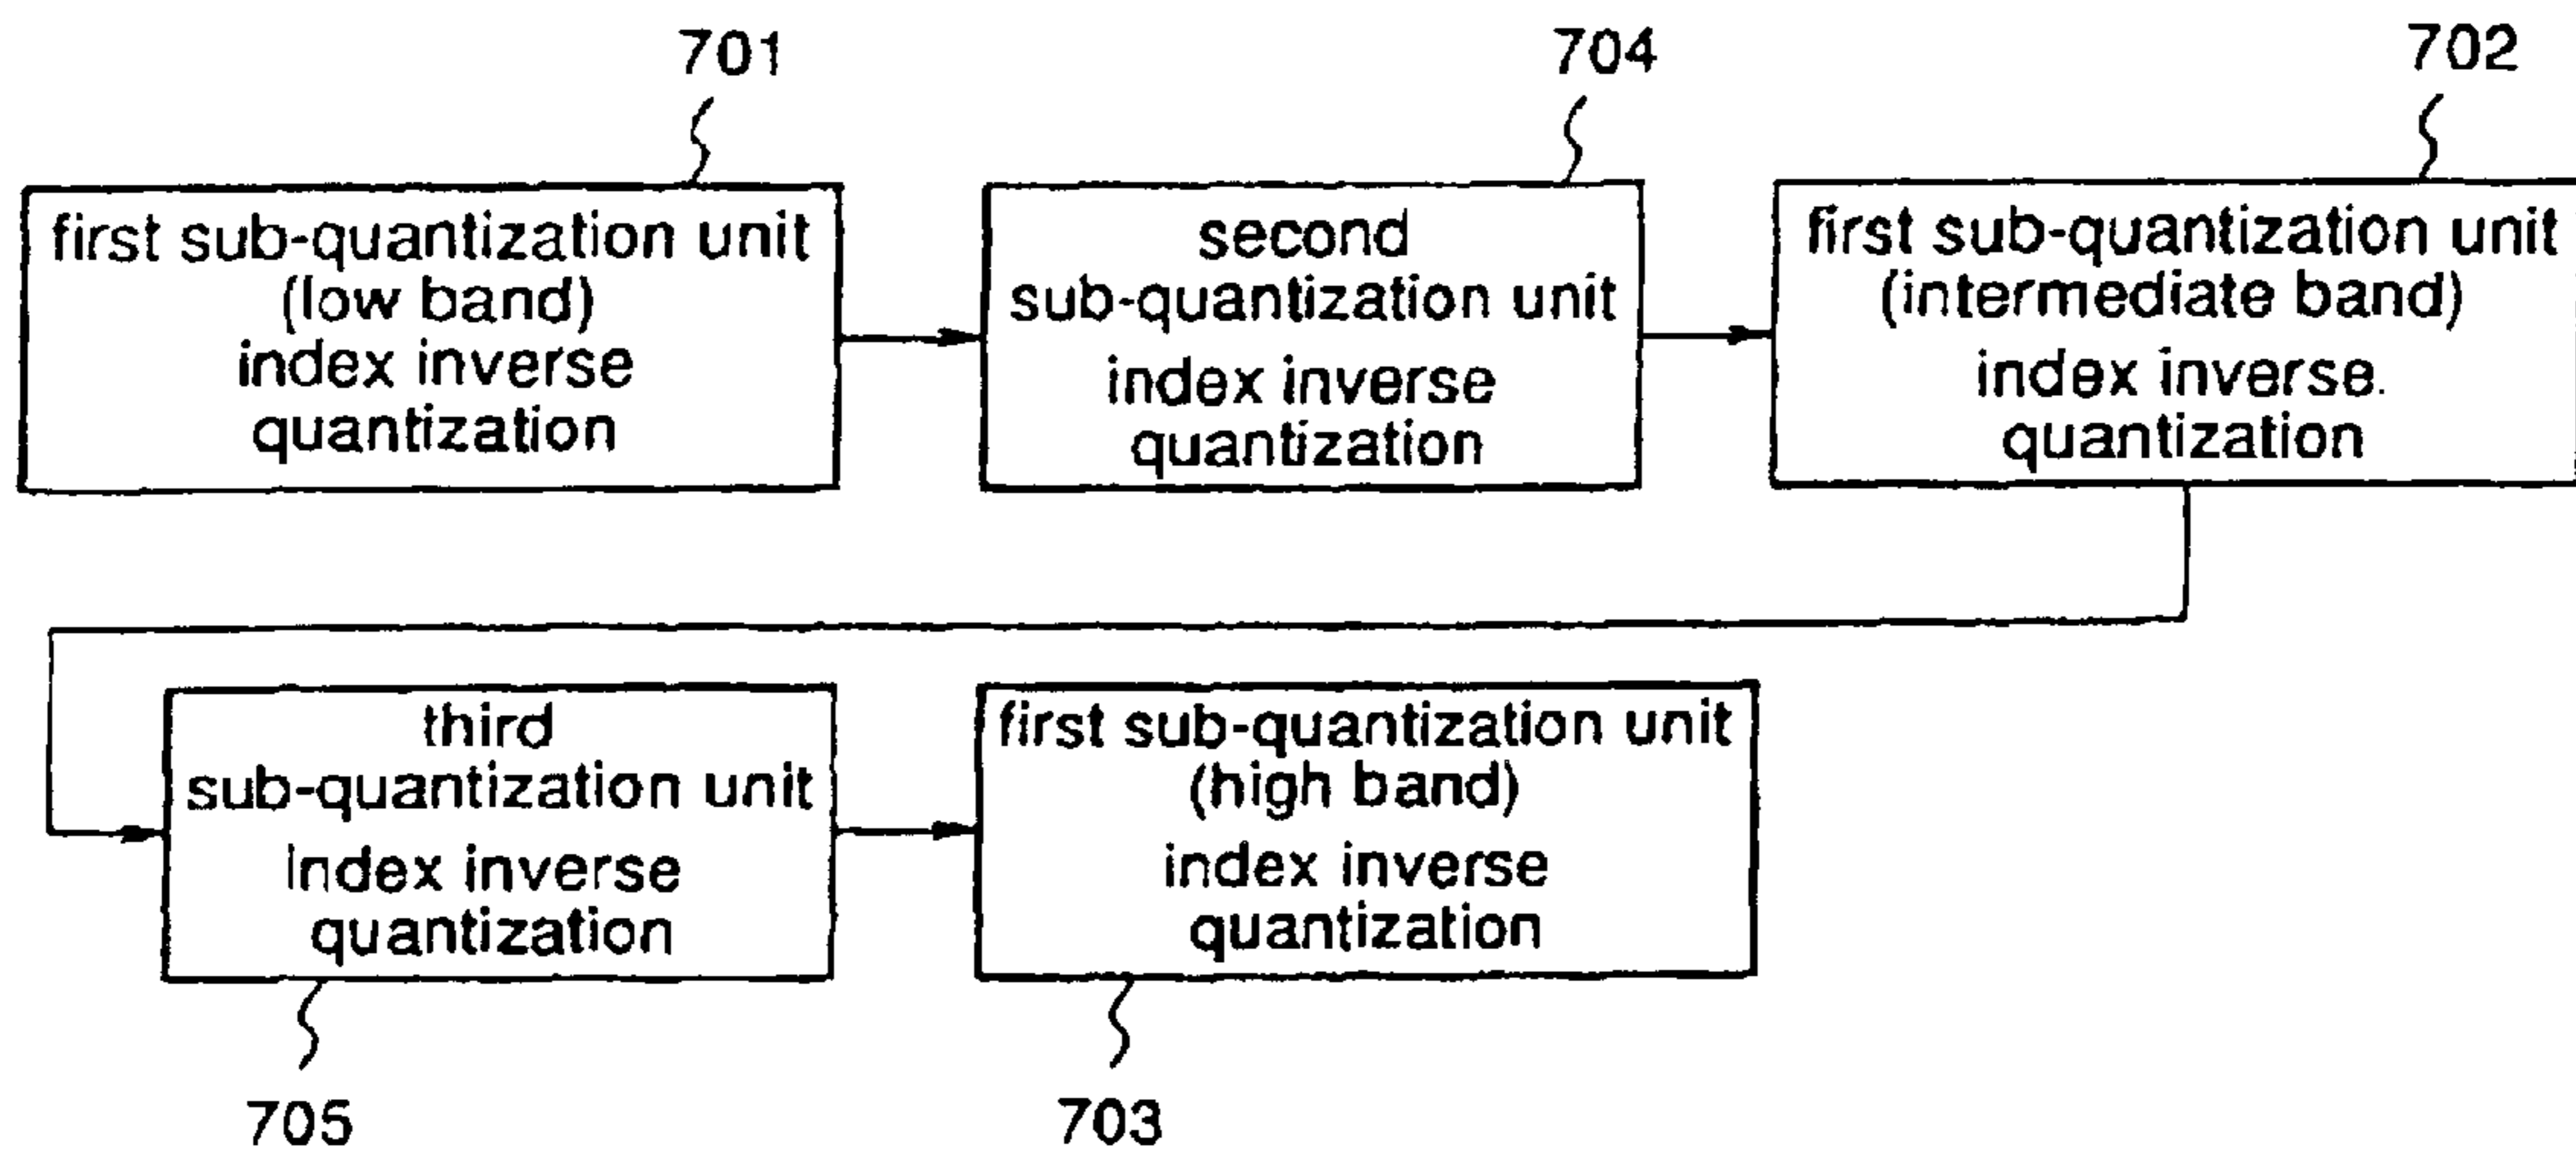 701
704
702
first sub-quantization unit
(low band)
index inverse
quantization
second
sub-quantization unit
index inverse
quantization
first sub-quantization unit
(intermediate band)
index inverse.
quantization
third
sub-quantization unit
index inverse
quantization
first sub-quantization unit
(high band)
index inverse
quantization
705
703